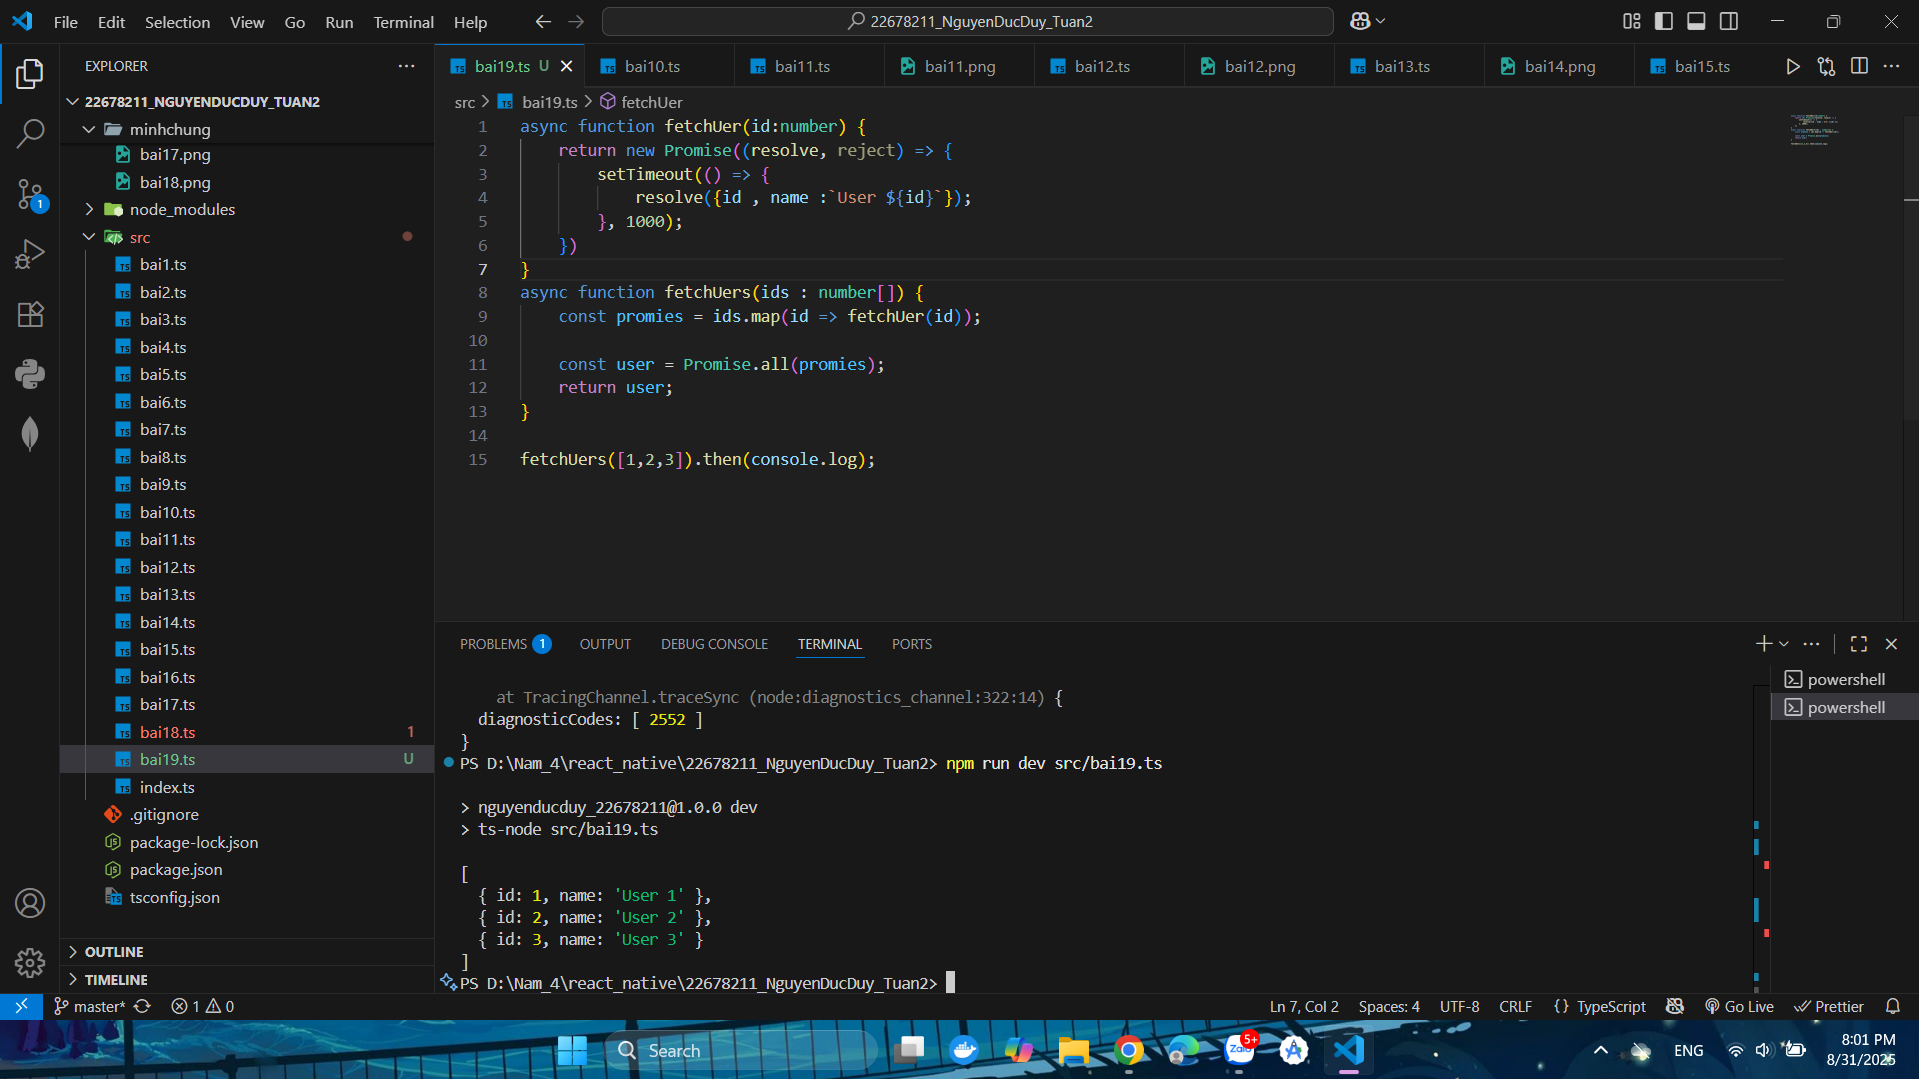 File Edit Selection View Go Run Terminal Help
22678211_NguyenDucDuy_Tuan2
EXPLORER
22678211_NGUYENDUCDUY_TUAN2
minhchung
bai17.png
bai18.png
node_modules
src
bai1.ts
bai2.ts
bai3.ts
bai4.ts
bai5.ts
bai6.ts
bai7.ts
bai8.ts
bai9.ts
bai10.ts
bai11.ts
bai12.ts
bai13.ts
bai14.ts
bai15.ts
bai16.ts
bai17.ts
bai18.ts 1
bai19.ts U
index.ts
.gitignore
package-lock.json
package.json
tsconfig.json
OUTLINE
TIMELINE
1
bai19.ts U bai10.ts bai11.ts bai11.png bai12.ts bai12.png bai13.ts bai14.png bai15.ts
src > bai19.ts > fetchUer
1 async function fetchUer(id:number) {
2 return new Promise((resolve, reject) => {
3 setTimeout(() => {
4 resolve({id , name :`User ${id}`});
5 }, 1000);
6 })
7 }
8 async function fetchUers(ids : number[]) {
9 const promies = ids.map(id => fetchUer(id));
10
11 const user = Promise.all(promies);
12 return user;
13 }
14
15 fetchUers([1,2,3]).then(console.log);
PROBLEMS 1 OUTPUT DEBUG CONSOLE TERMINAL PORTS
at TracingChannel.traceSync (node:diagnostics_channel:322:14) {
diagnosticCodes: [ 2552 ]
}
PS D:\Nam_4\react_native\22678211_NguyenDucDuy_Tuan2> npm run dev src/bai19.ts
> nguyenducduy_22678211@1.0.0 dev
> ts-node src/bai19.ts
[
{ id: 1, name: 'User 1' },
{ id: 2, name: 'User 2' },
{ id: 3, name: 'User 3' }
]
PS D:\Nam_4\react_native\22678211_NguyenDucDuy_Tuan2>
powershell
powershell
master* 1 0 Ln 7, Col 2 Spaces: 4 UTF-8 CRLF {} TypeScript Go Live Prettier
Search Zalo 5+ ENG 8:01 PM
8/31/2025